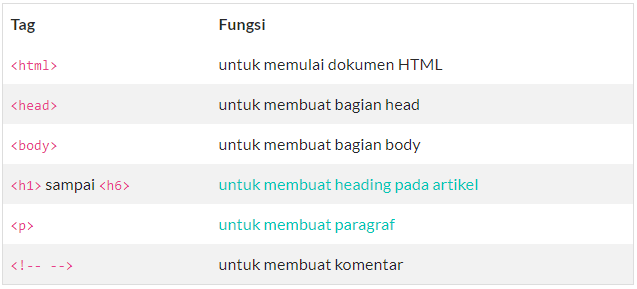 Tag Fungsi
<html> untuk memulai dokumen HTML
<head> untuk membuat bagian head
<body> untuk membuat bagian body
<h1> sampai <h6> untuk membuat heading pada artikel
<p> untuk membuat paragraf
<!-- --> untuk membuat komentar